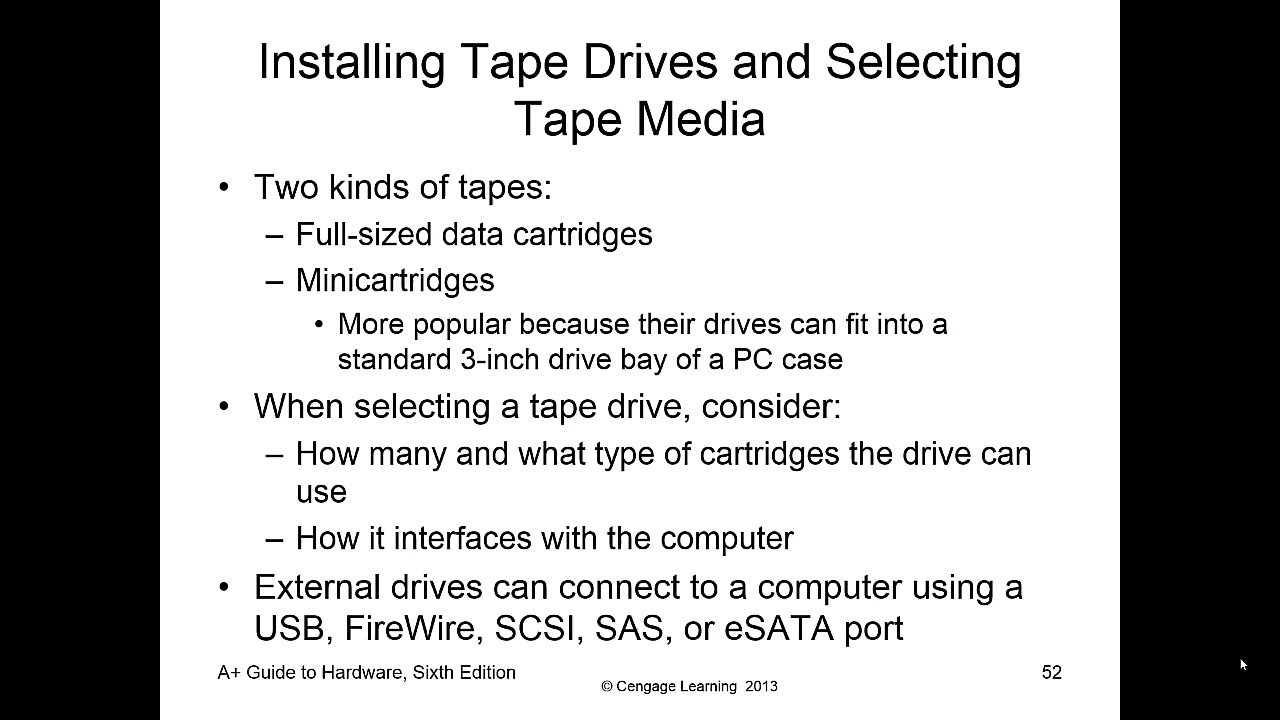 Installing Tape Drives and Selecting
Tape Media
• Two kinds of tapes:
– Full-sized data cartridges
– Minicartridges
• More popular because their drives can fit into a
standard 3-inch drive bay of a PC case
• When selecting a tape drive, consider:
– How many and what type of cartridges the drive can
use
– How it interfaces with the computer
• External drives can connect to a computer using a
USB, FireWire, SCSI, SAS, or eSATA port
A+ Guide to Hardware, Sixth Edition
© Cengage Learning 2013
52